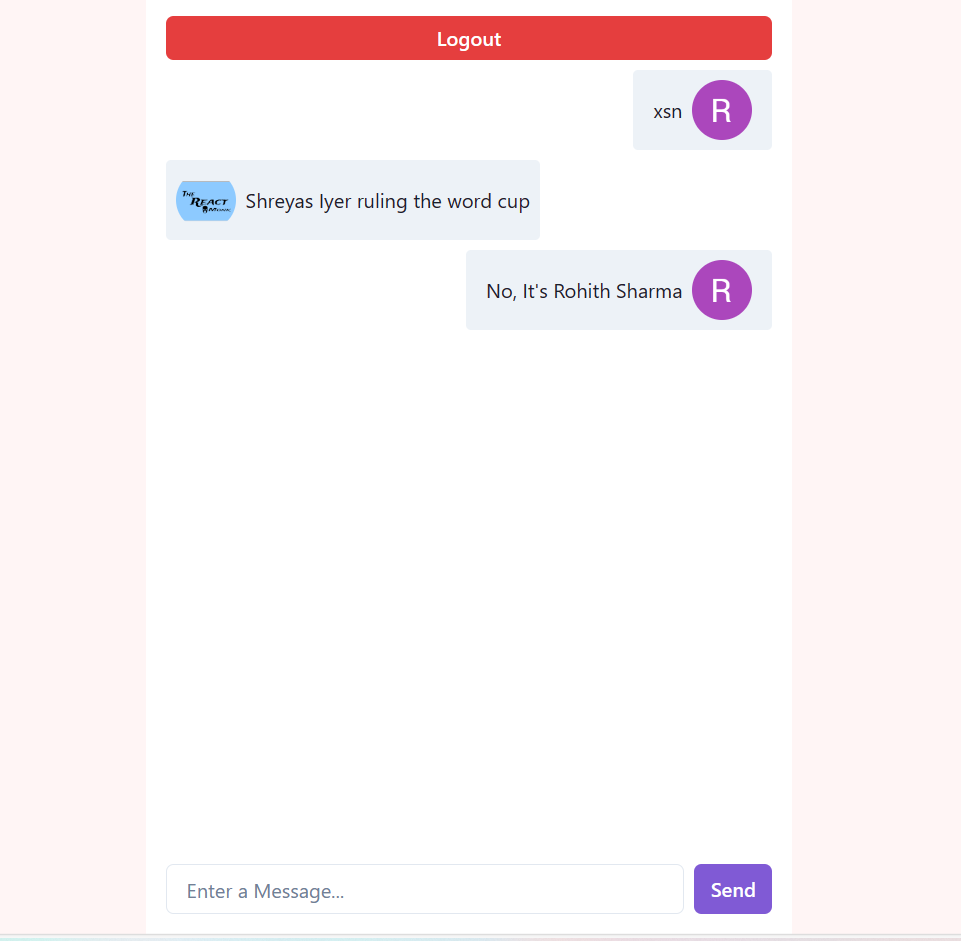 Logout
xsn
R
THE
REACT
MONK
Shreyas Iyer ruling the word cup
No, It's Rohith Sharma
R
Enter a Message...
Send